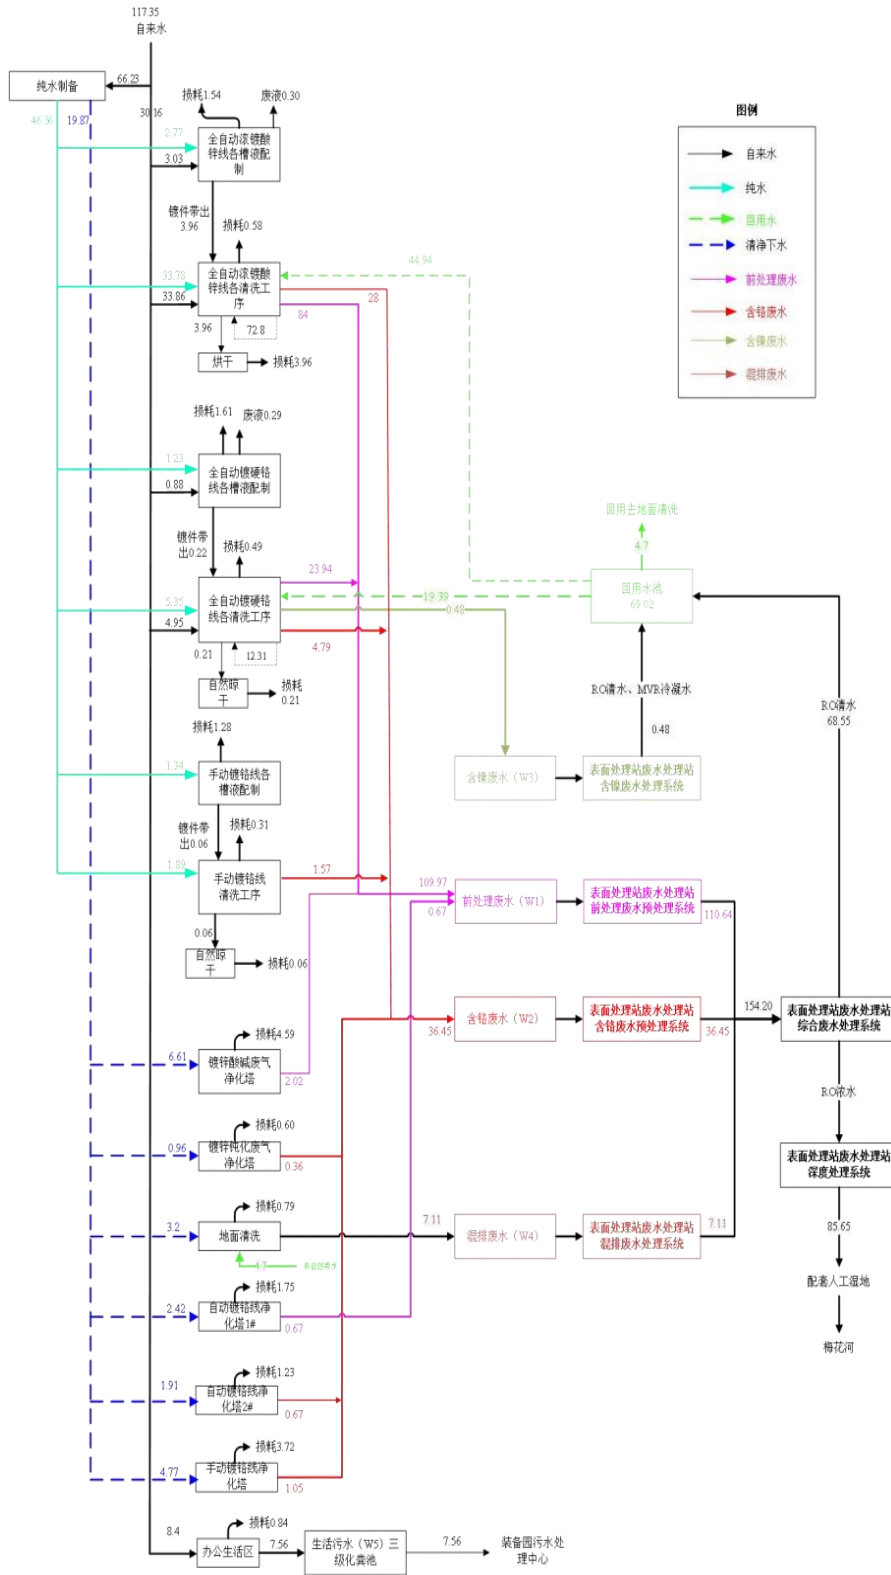 117.35
自来水
纯水制备
66.23
46.36
19.87
30.16
损耗1.54
废液0.30
2.77
3.03
全自动滚镀酸
锌线各槽液配
制
镀件带出
3.96
损耗0.58
33.78
33.86
全自动滚镀酸
锌线各清洗工
序
44.94
28
84
3.96
72.8
烘干
损耗3.96
损耗1.61
废液0.29
1.23
0.88
全自动镀硬铬
线各槽液配制
镀件带
出0.22
损耗0.49
23.94
5.35
4.95
全自动镀硬铬
线各清洗工序
19.39
0.48
4.79
0.21
12.31
自然晾
干
损耗
0.21
损耗1.28
1.34
手动镀铬线各
槽液配制
镀件带
出0.06
损耗0.31
1.89
手动镀铬线
清洗工序
1.57
0.06
自然晾
干
损耗0.06
损耗4.59
6.61
镀锌酸碱废气
净化塔
2.02
损耗0.60
0.96
镀锌钝化废气
净化塔
0.36
损耗0.79
3.2
地面清洗
7.11
4.7
来自回用水
损耗1.75
2.42
自动镀铬线净
化塔1#
0.67
损耗1.23
1.91
自动镀铬线净
化塔2#
0.67
损耗3.72
4.77
手动镀铬线净
化塔
1.05
8.4
损耗0.84
办公生活区
7.56
生活污水（W5）三
级化粪池
7.56
装备园污水处
理中心
图例
自来水
纯水
回用水
清净下水
前处理废水
含铬废水
含镍废水
混排废水
回用去地面清洗
4.7
回用水池
69.02
RO清水、MVR冷凝水
0.48
RO清水
68.55
含镍废水（W3）
表面处理站废水处理站
含镍废水处理系统
109.97
0.67
前处理废水（W1）
表面处理站废水处理站
前处理废水预处理系统
110.64
36.45
含铬废水（W2）
表面处理站废水处理站
含铬废水预处理系统
36.45
154.20
表面处理站废水处理站
综合废水处理系统
RO浓水
表面处理站废水处理站
深度处理系统
混排废水（W4）
表面处理站废水处理站
混排废水处理系统
7.11
85.65
配套人工湿地
梅花河